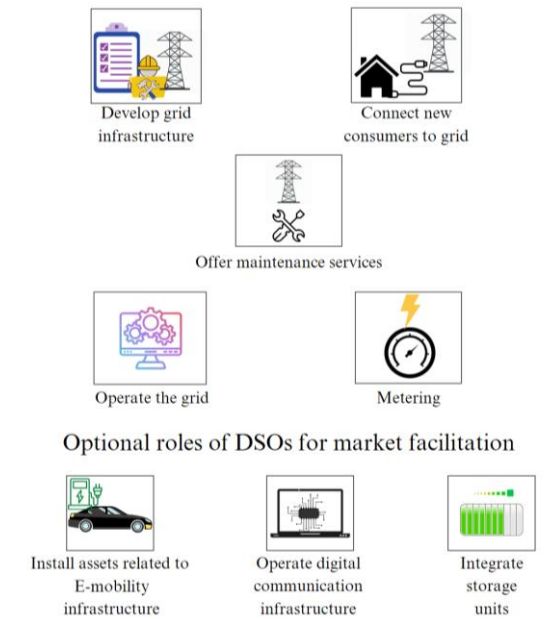 Develop grid
infrastructure
Connect new
consumers to grid
Offer maintenance services
Operate the grid
Metering
Optional roles of DSOs for market facilitation
Install assets related to
E-mobility
infrastructure
Operate digital
communication
infrastructure
Integrate
storage
units